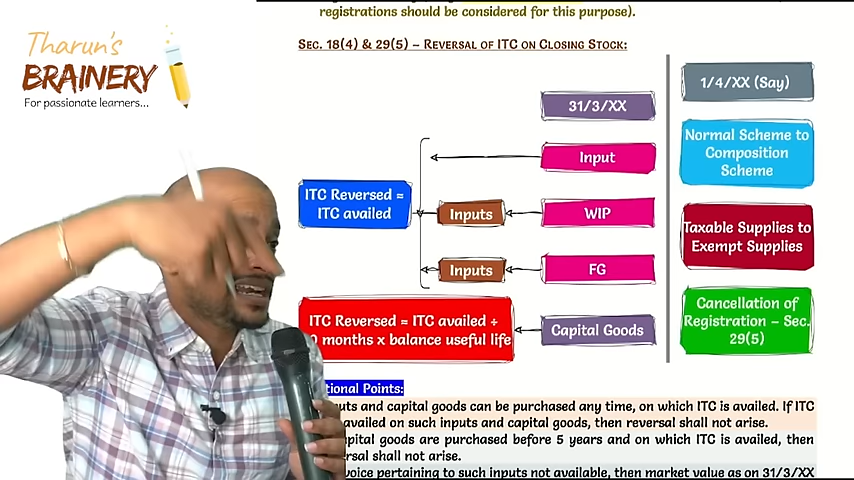 registrations should be considered for this purpose).
Tharun's
BRAINERY
For passionate learners...
SEC. 18(4) & 29(5) – REVERSAL OF ITC ON CLOSING STOCK:
31/3/XX
1/4/XX (Say)
Input
Normal Scheme to
Composition
Scheme
ITC Reversed =
ITC availed
Inputs
WIP
Taxable Supplies to
Exempt Supplies
Inputs
FG
ITC Reversed = ITC availed ÷
0 months x balance useful life
Capital Goods
Cancellation of
Registration – Sec.
29(5)
tional Points:
uts and capital goods can be purchased any time, on which ITC is availed. If ITC
availed on such inputs and capital goods, then reversal shall not arise.
pital goods are purchased before 5 years and on which ITC is availed, then
ersal shall not arise.
voice pertaining to such inputs not available, then market value as on 31/3/XX